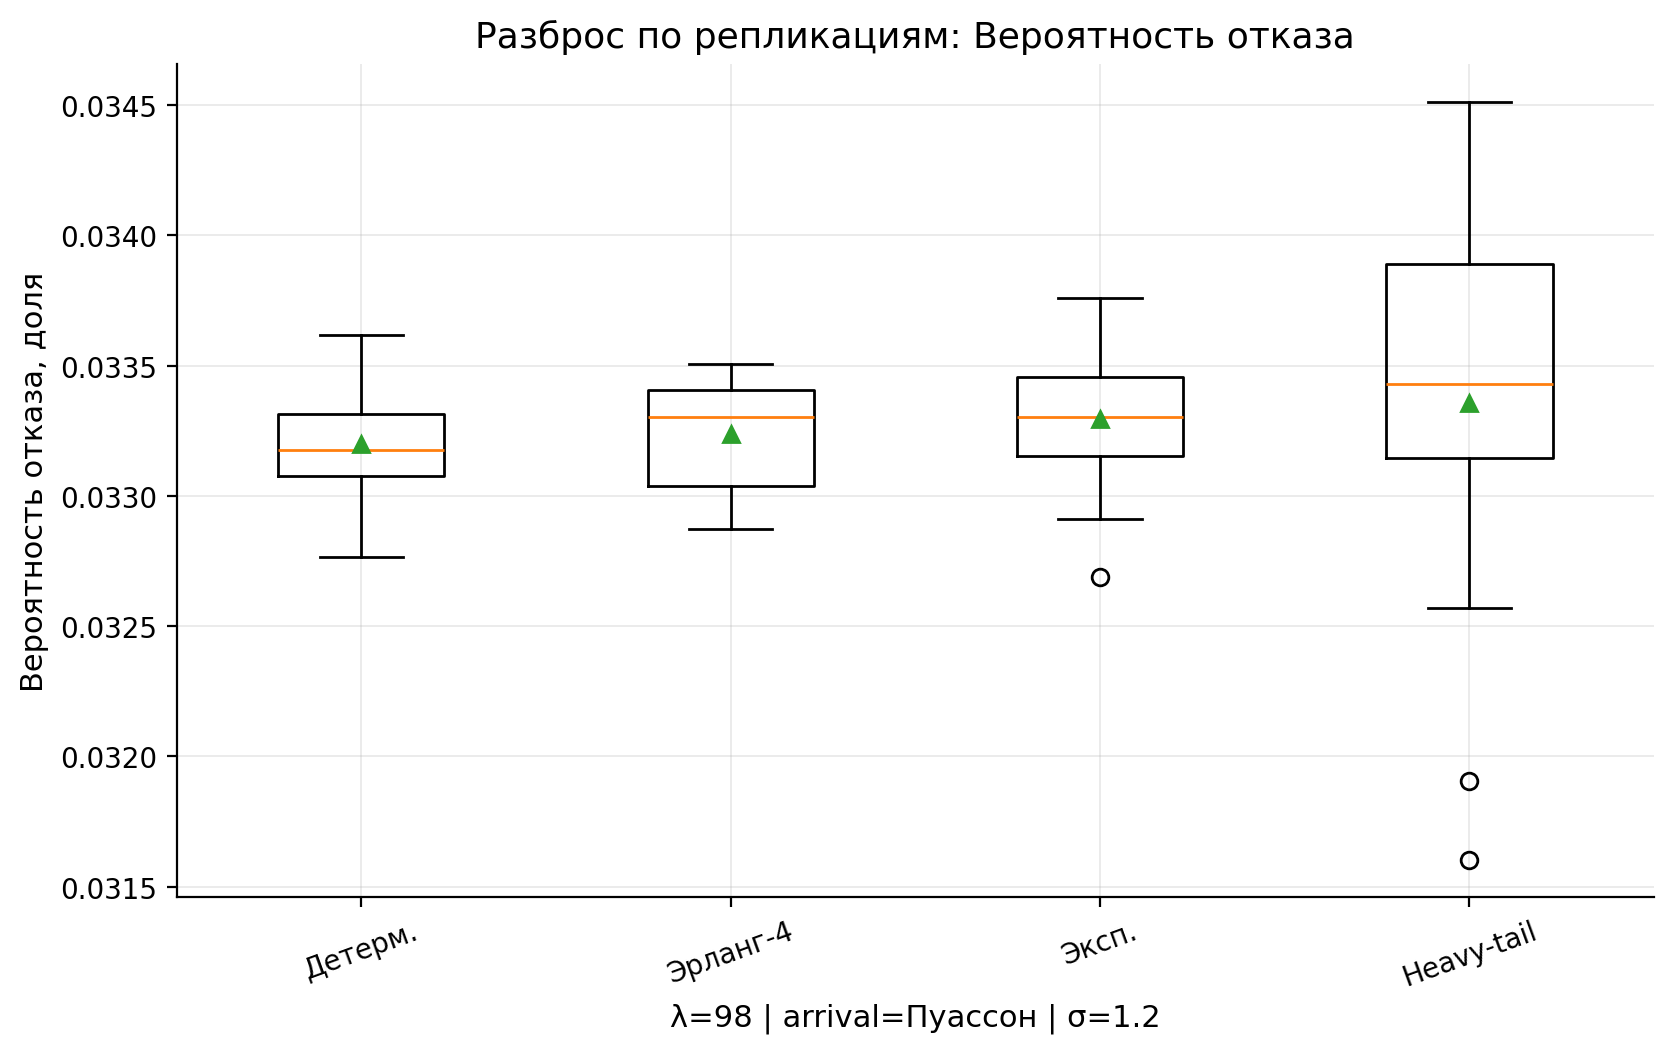 Разброс по репликациям: Вероятность отказа
Вероятность отказа, доля
0.0345
0.0340
0.0335
0.0330
0.0325
0.0320
0.0315
Детерм.
Эрланг-4
Эксп.
Heavy-tail
λ=98 | arrival=Пуассон | σ=1.2